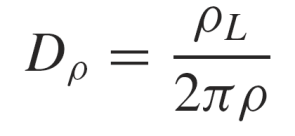 D_ρ = ρ_L / 2πρ